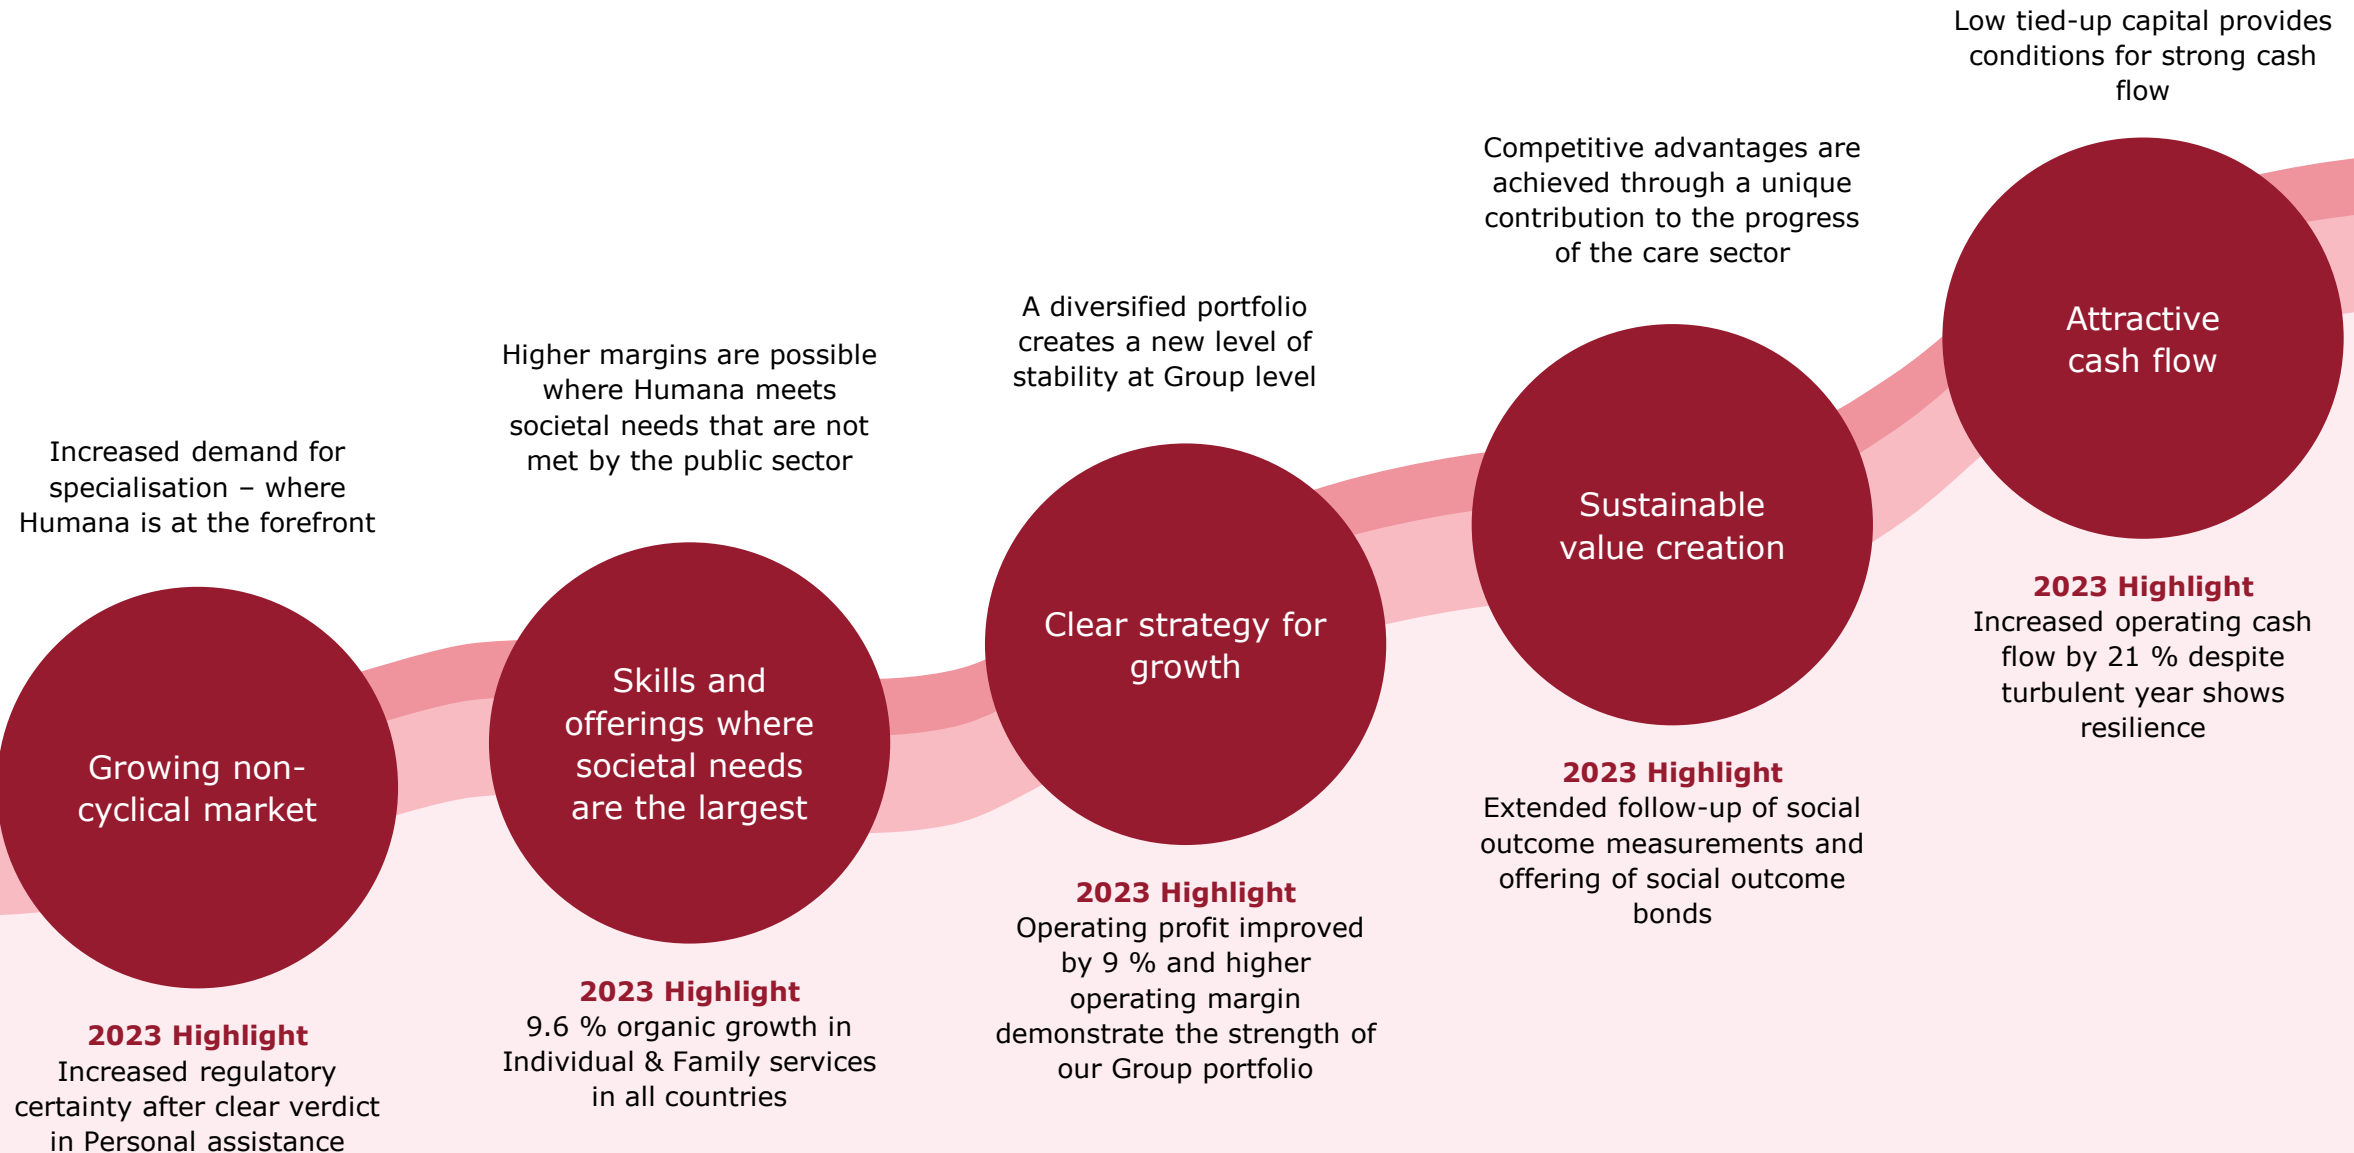 Increased demand for
specialisation – where
Humana is at the forefront
Growing non-
cyclical market
2023 Highlight
Increased regulatory
certainty after clear verdict
in Personal assistance
Higher margins are possible
where Humana meets
societal needs that are not
met by the public sector
Skills and
offerings where
societal needs
are the largest
2023 Highlight
9.6 % organic growth in
Individual & Family services
in all countries
A diversified portfolio
creates a new level of
stability at Group level
Clear strategy for
growth
2023 Highlight
Operating profit improved
by 9 % and higher
operating margin
demonstrate the strength of
our Group portfolio
Competitive advantages are
achieved through a unique
contribution to the progress
of the care sector
Sustainable
value creation
2023 Highlight
Extended follow-up of social
outcome measurements and
offering of social outcome
bonds
Low tied-up capital provides
conditions for strong cash
flow
Attractive
cash flow
2023 Highlight
Increased operating cash
flow by 21 % despite
turbulent year shows
resilience